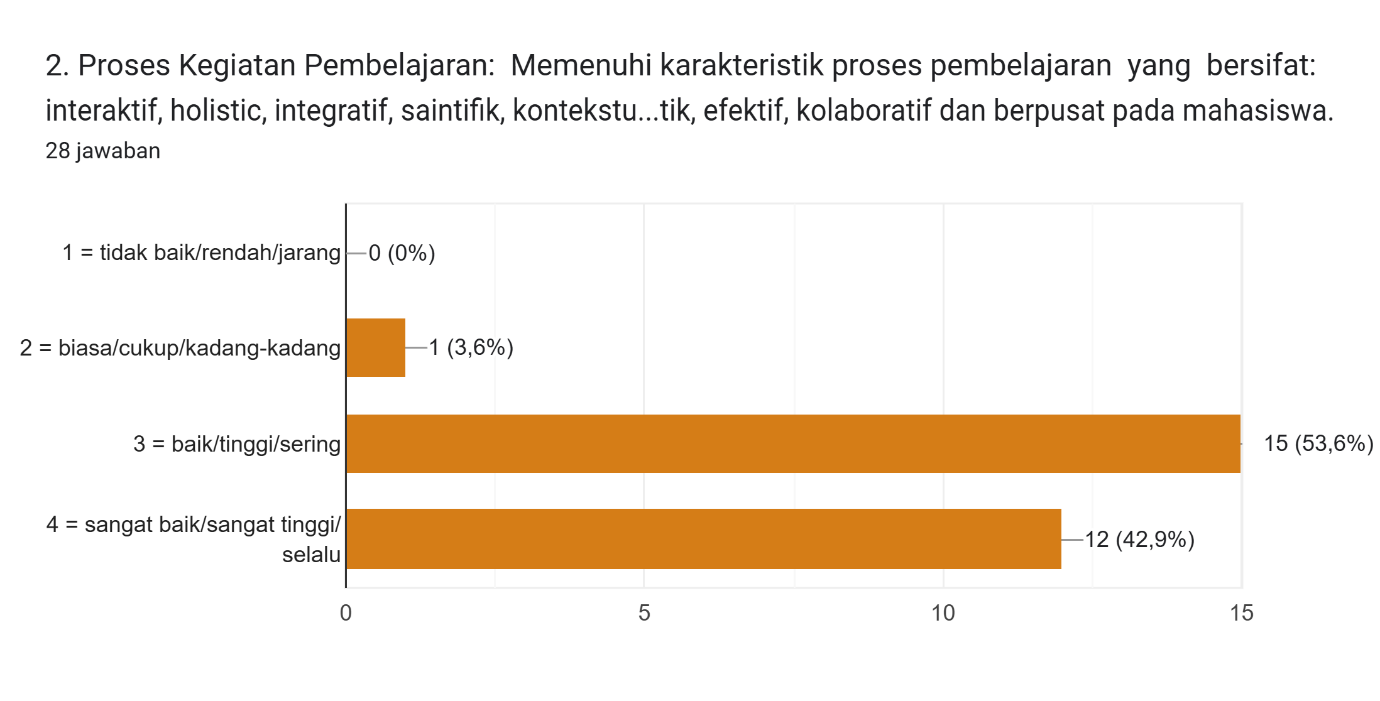 2. Proses Kegiatan Pembelajaran:  Memenuhi karakteristik proses pembelajaran  yang  bersifat:
interaktif, holistic, integratif, saintifik, kontekstu...tik, efektif, kolaboratif dan berpusat pada mahasiswa.
28 jawaban
1 = tidak baik/rendah/jarang
0 (0%)
2 = biasa/cukup/kadang-kadang
1 (3,6%)
3 = baik/tinggi/sering
15 (53,6%)
4 = sangat baik/sangat tinggi/
selalu
12 (42,9%)
0
5
10
15